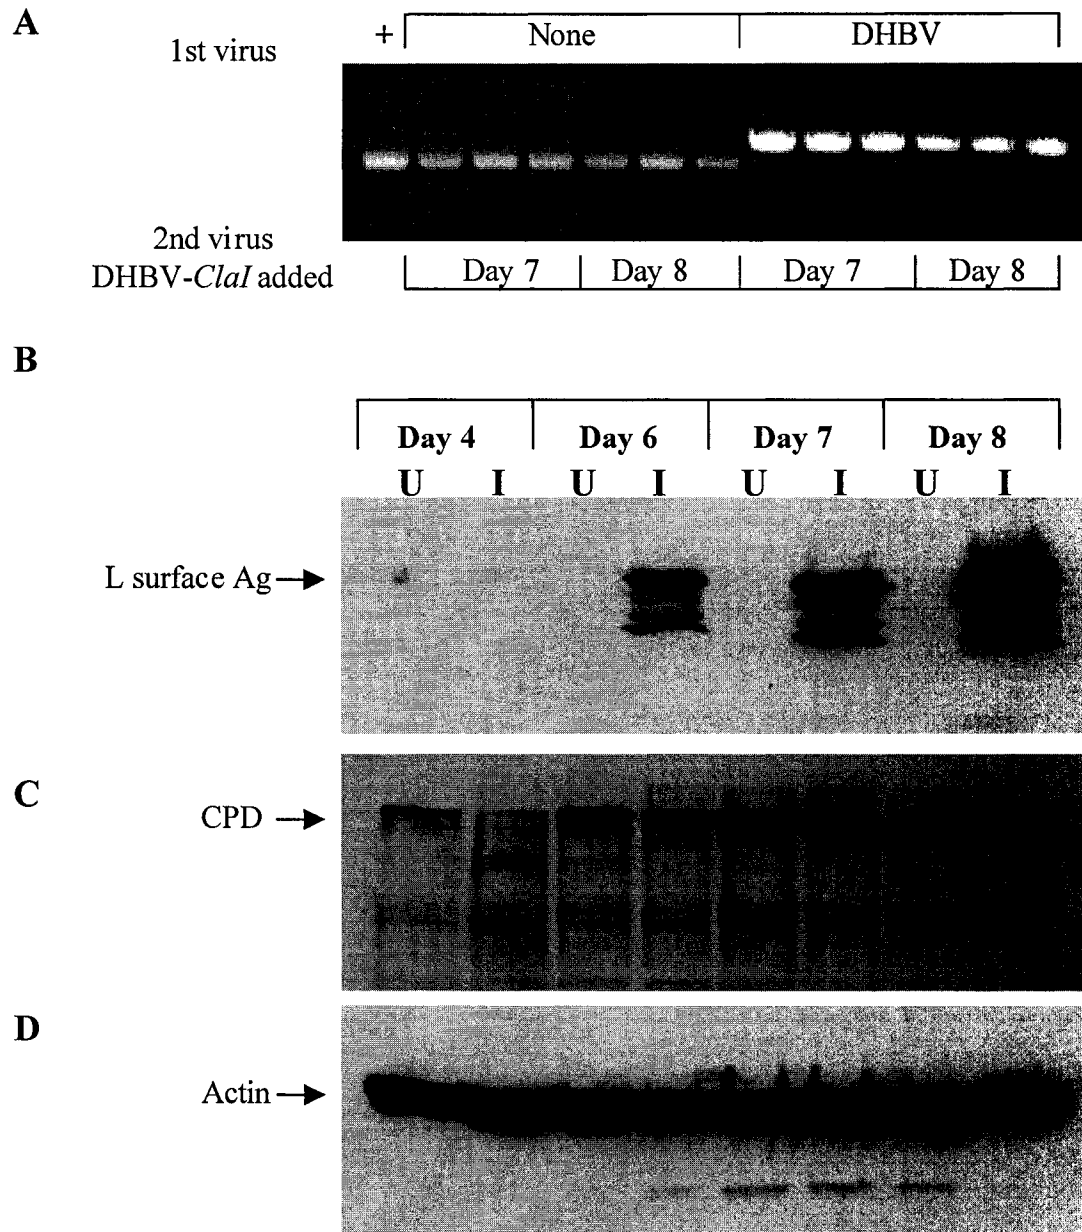 A
+ None DHBV
1st virus
2nd virus
DHBV-ClaI added
Day 7 Day 8 Day 7 Day 8
B
Day 4 Day 6 Day 7 Day 8
U I U I U I U I
L surface Ag
C
CPD
D
Actin